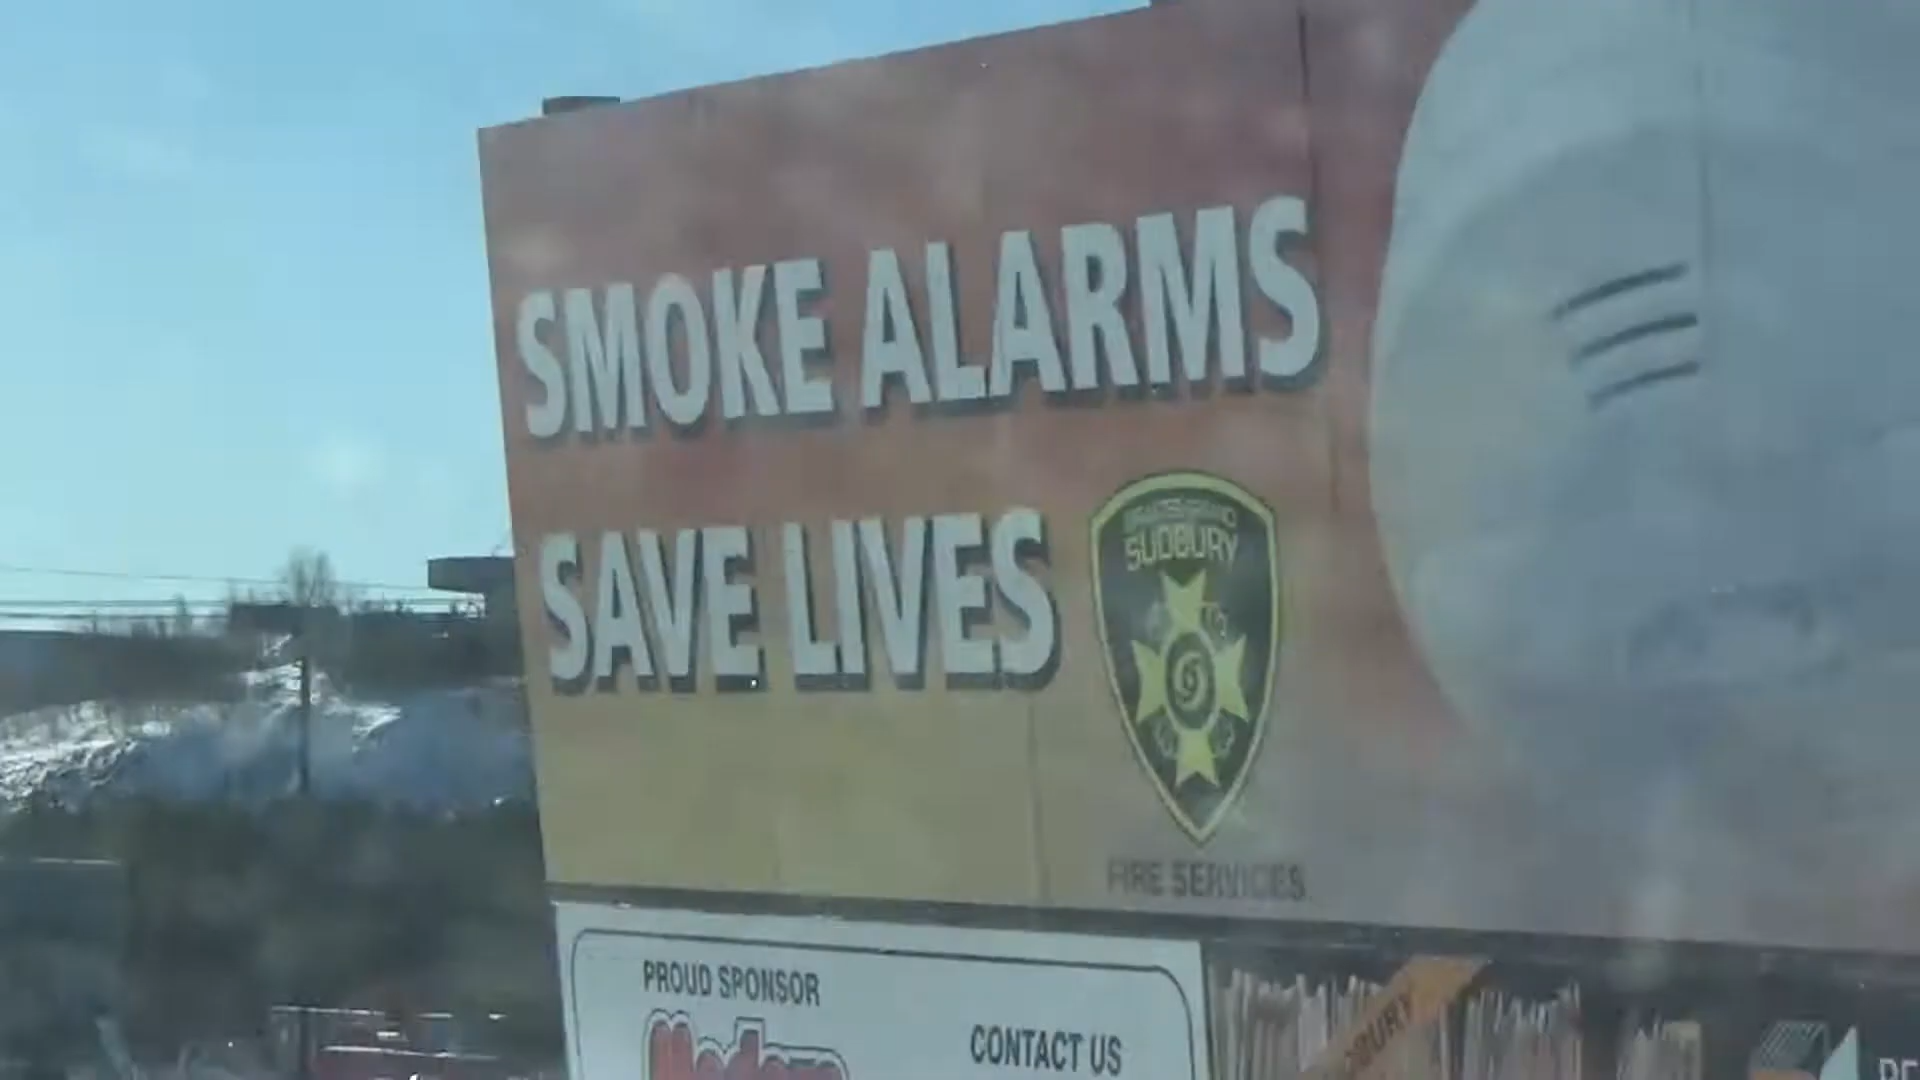 SMOKE ALARMS
SAVE LIVES
SUDBURY
FIRE SERVICES
PROUD SPONSOR
CONTACT US